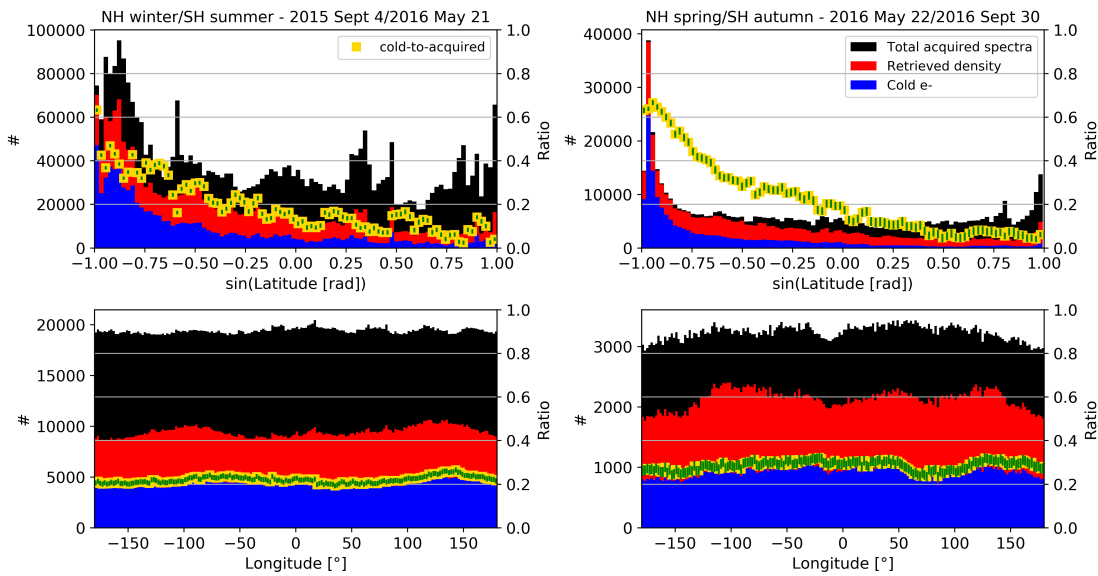 NH winter/SH summer - 2015 Sept 4/2016 May 21
100000
80000
60000
40000
20000
0
#
1.0
0.8
0.6
0.4
0.2
0.0
Ratio
cold-to-acquired
−1.00 −0.75 −0.50 −0.25 0.00 0.25 0.50 0.75 1.00
sin(Latitude [rad])
NH spring/SH autumn - 2016 May 22/2016 Sept 30
40000
30000
20000
10000
0
#
1.0
0.8
0.6
0.4
0.2
0.0
Ratio
Total acquired spectra
Retrieved density
Cold e-
−1.00 −0.75 −0.50 −0.25 0.00 0.25 0.50 0.75 1.00
sin(Latitude [rad])
20000
15000
10000
5000
0
#
1.0
0.8
0.6
0.4
0.2
0.0
Ratio
−150 −100 −50 0 50 100 150
Longitude [°]
3000
2000
1000
0
#
1.0
0.8
0.6
0.4
0.2
0.0
Ratio
−150 −100 −50 0 50 100 150
Longitude [°]